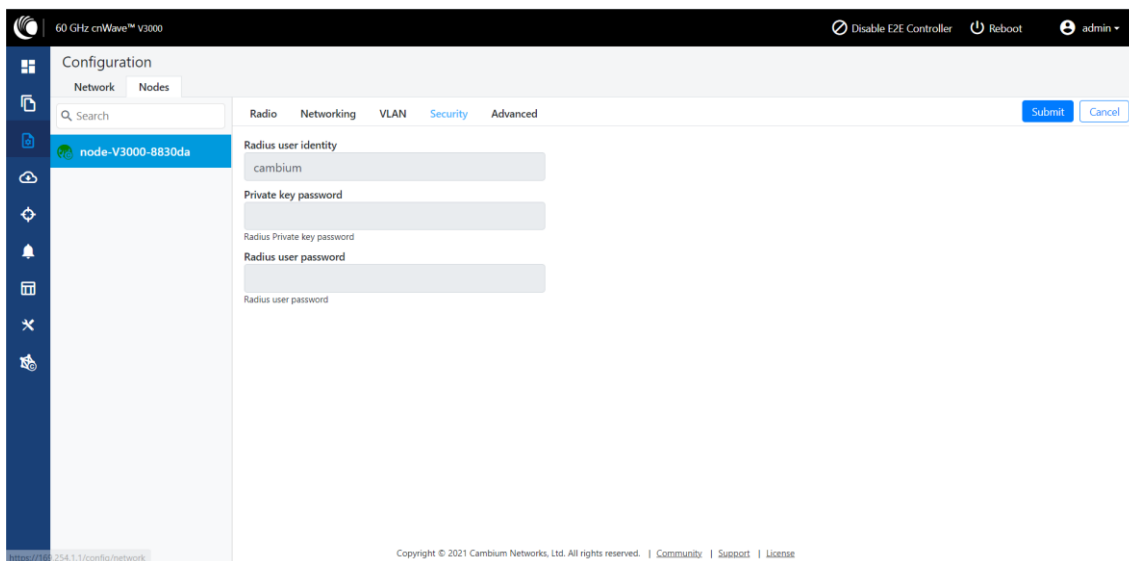 60 GHz cnWave™ V3000
Disable E2E Controller
Reboot
admin
Configuration
Network Nodes
Search
Radio Networking VLAN Security Advanced
Submit Cancel
node-V3000-8830da
Radius user identity
cambium
Private key password
Radius Private key password
Radius user password
Radius user password
https://169.254.1.1/config/network
Copyright © 2021 Cambium Networks, Ltd. All rights reserved. | Community | Support | License